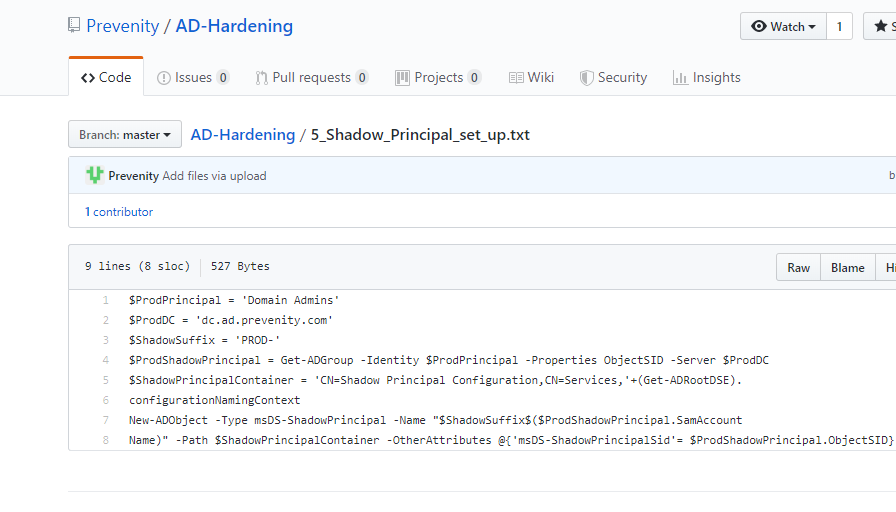 Prevenity / AD-Hardening
Watch 1
<> Code Issues 0 Pull requests 0 Projects 0 Wiki Security Insights
Branch: master AD-Hardening / 5_Shadow_Principal_set_up.txt
Prevenity Add files via upload
1 contributor
9 lines (8 sloc) 527 Bytes
Raw Blame
1 $ProdPrincipal = 'Domain Admins'
2 $ProdDC = 'dc.ad.prevenity.com'
3 $ShadowSuffix = 'PROD-'
4 $ProdShadowPrincipal = Get-ADGroup -Identity $ProdPrincipal -Properties ObjectSID -Server $ProdDC
5 $ShadowPrincipalContainer = 'CN=Shadow Principal Configuration,CN=Services,'+(Get-ADRootDSE).
6 configurationNamingContext
7 New-ADObject -Type msDS-ShadowPrincipal -Name "$ShadowSuffix$($ProdShadowPrincipal.SamAccount
8 Name)" -Path $ShadowPrincipalContainer -OtherAttributes @{'msDS-ShadowPrincipalSid'= $ProdShadowPrincipal.ObjectSID}